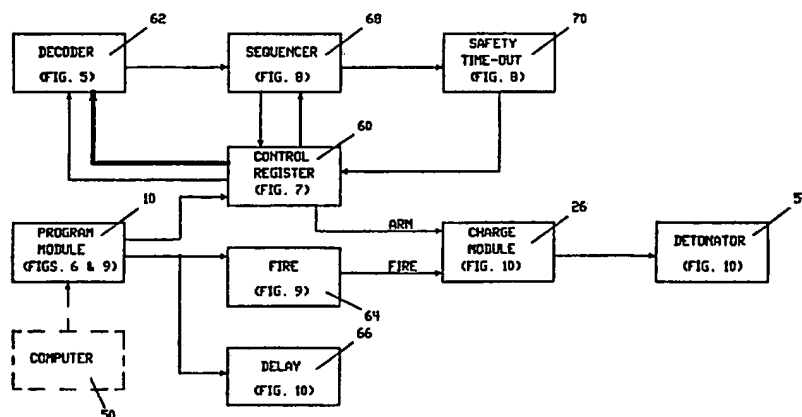 DECODER
(FIG. 5)
62
SEQUENCER
(FIG. 8)
68
SAFETY
TIME-OUT
(FIG. 8)
70
CONTROL
REGISTER
(FIG. 7)
60
PROGRAM
MODULE
(FIGS. 6 & 9)
10
ARM
FIRE
(FIG. 9)
64
FIRE
CHARGE
MODULE
(FIG. 10)
26
DETONATOR
(FIG. 10)
COMPUTER
50
DELAY
(FIG. 10)
66